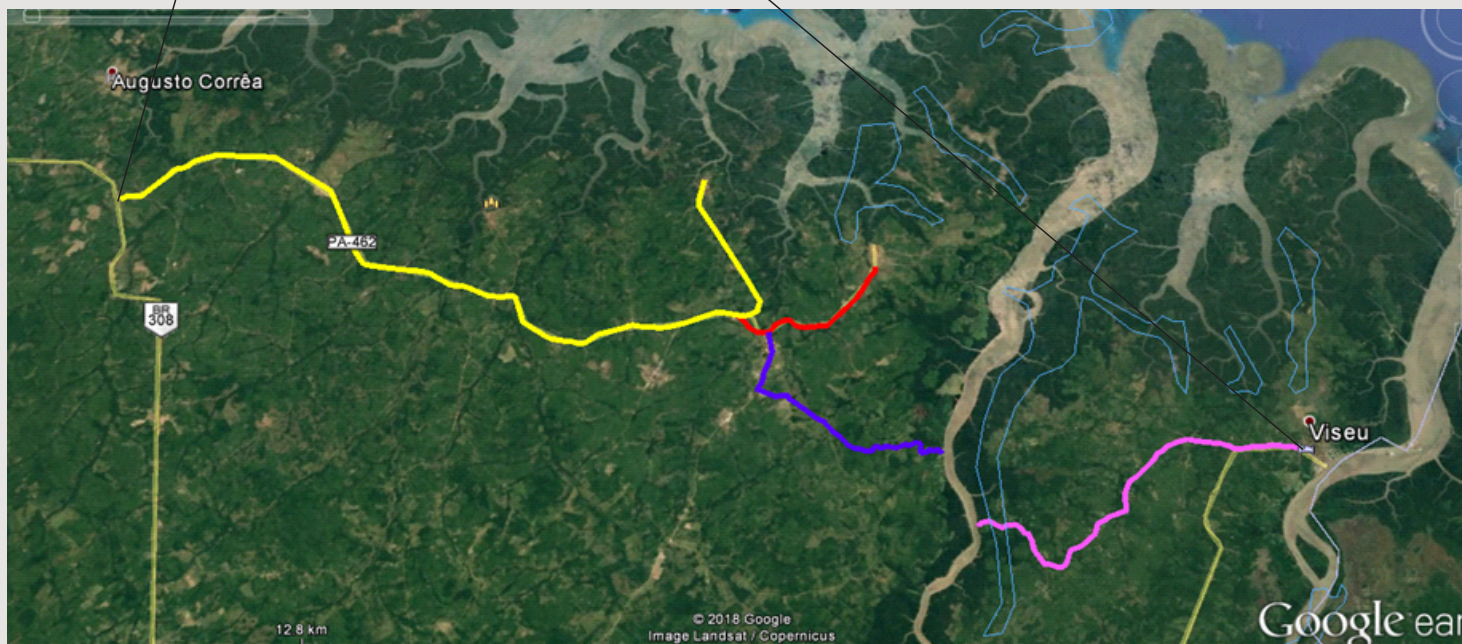 Augusto Corrêa
PA-462
BR
308
Viseu
12.8 km
© 2018 Google
Image Landsat / Copernicus
Google ear